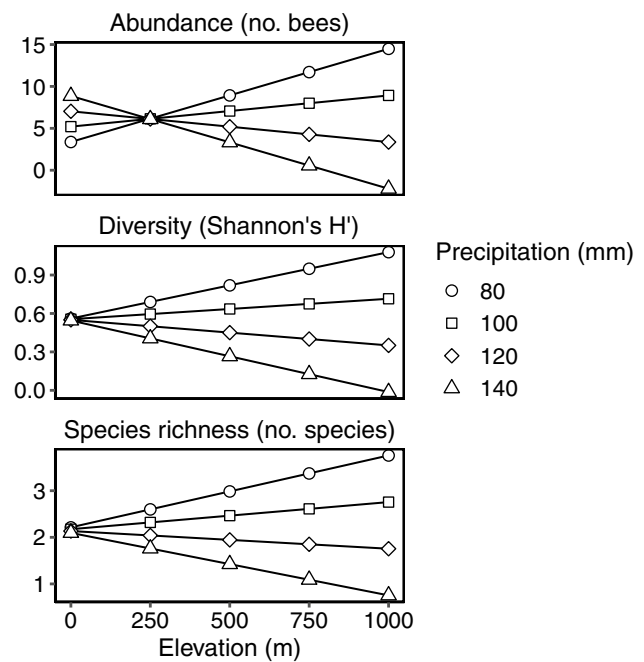 Abundance (no. bees)
15
10
5
0
Diversity (Shannon's H')
0.9
0.6
0.3
0.0
Species richness (no. species)
3
2
1
0 250 500 750 1000
Elevation (m)
Precipitation (mm)
80
100
120
140